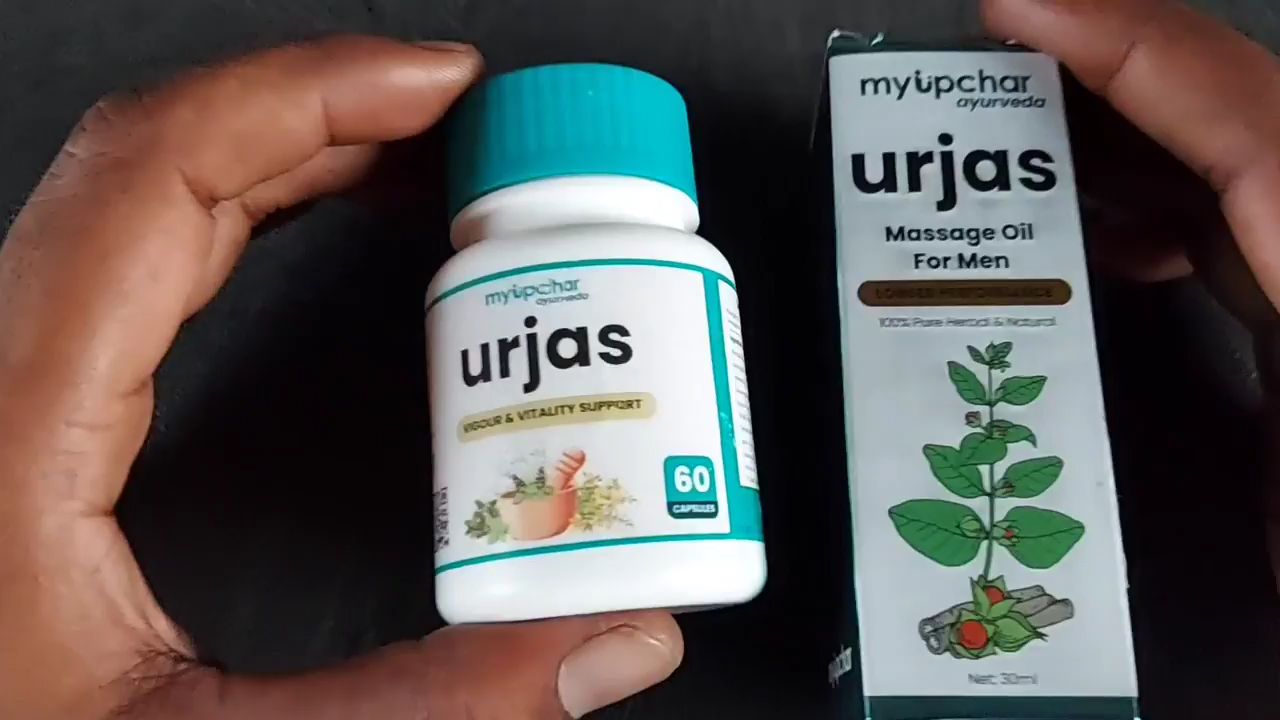 myUpchar
ayurveda
urjas
VIGOUR & VITALITY SUPPORT
60
CAPSULES
myUpchar
ayurveda
urjas
Massage Oil
For Men
LONGER PERFORMANCE
100% Pure Herbal & Natural
Net: 30ml